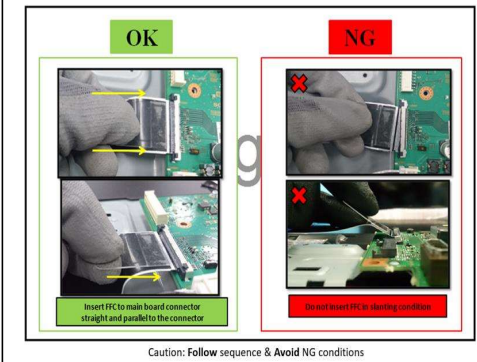 OK
NG
g
Insert FFC to main board connector
straight and parallel to the connector
Do not insert FFC in slanting condition
Caution: Follow sequence & Avoid NG conditions